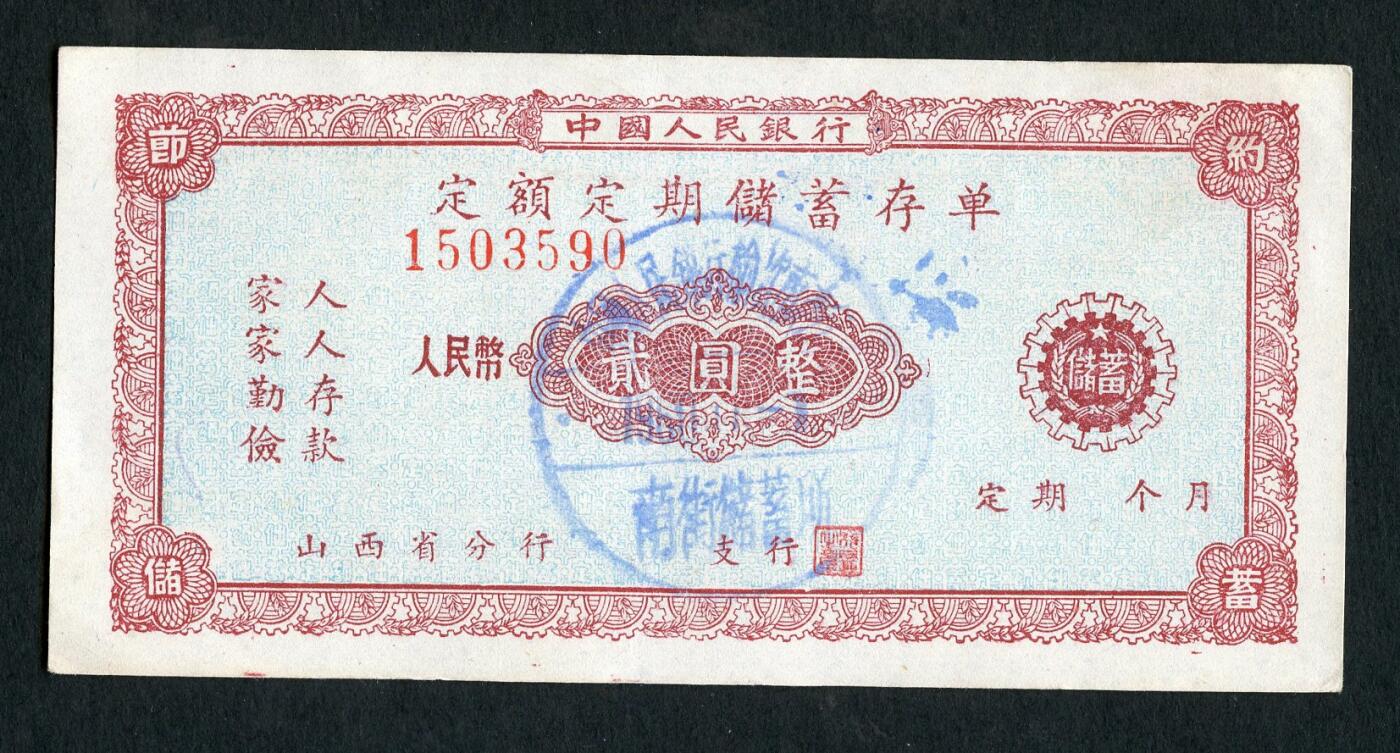 中國人民銀行
節
約
定額定期儲蓄存单
1503590
人人存款
家家勤儉
人民幣
貳圓整
儲蓄
定期 个月
南街儲蓄所
山西省分行 支行
儲
蓄